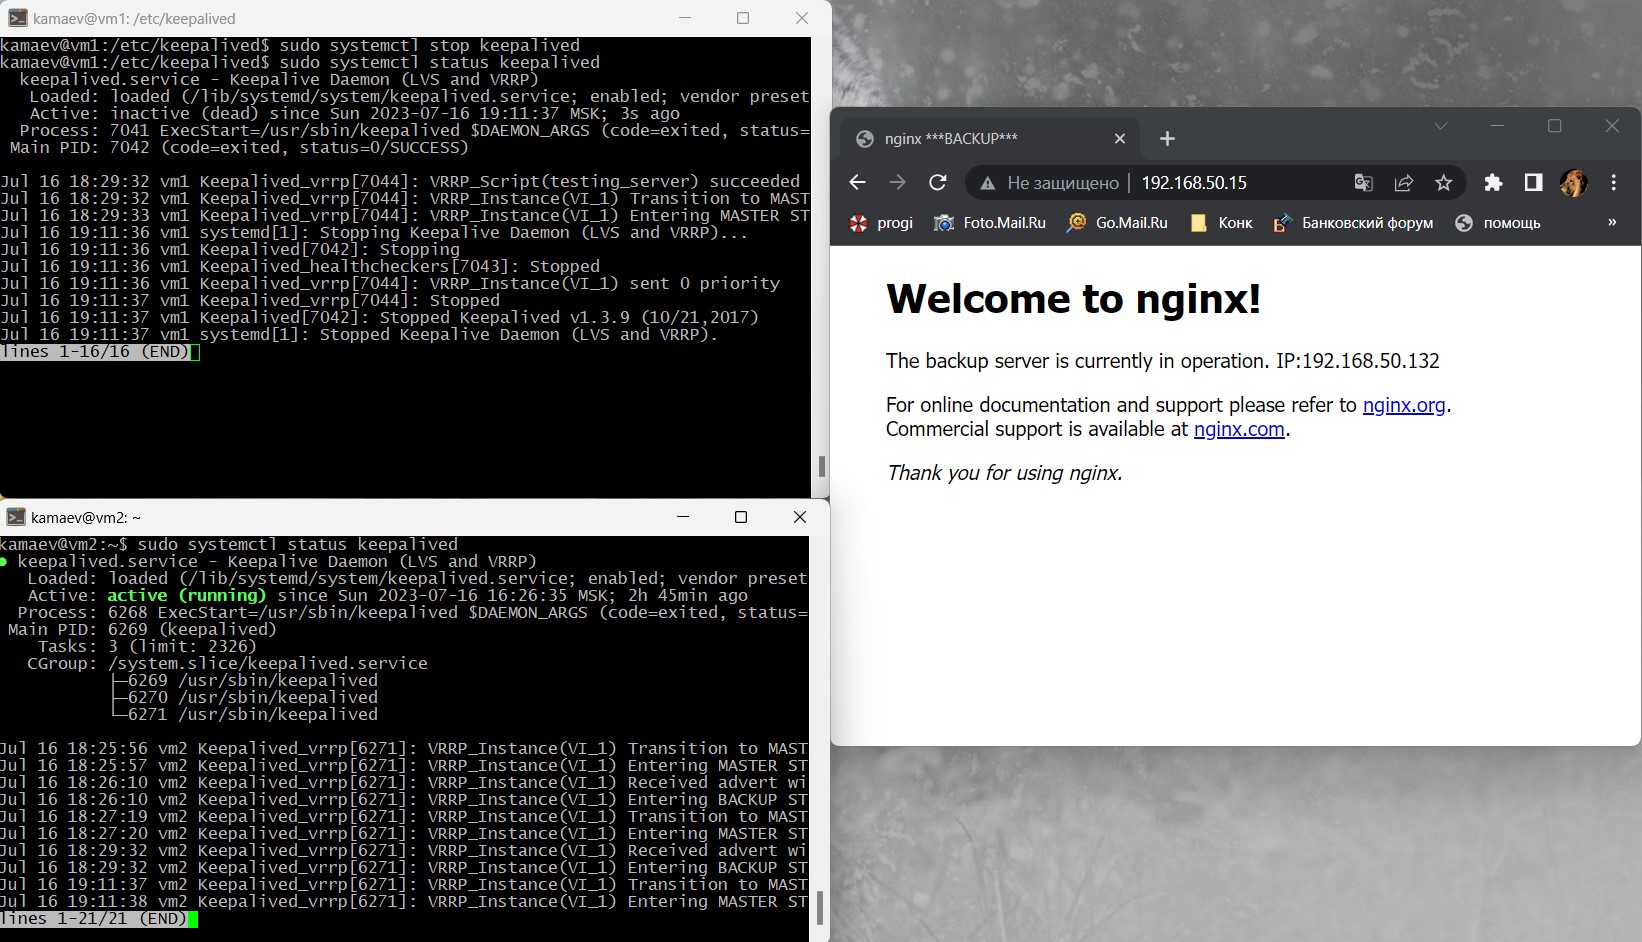 kamaev@vm1: /etc/keepalived
kamaev@vm1:/etc/keepalived$ sudo systemctl stop keepalived
kamaev@vm1:/etc/keepalived$ sudo systemctl status keepalived
keepalived.service - Keepalive Daemon (LVS and VRRP)
Loaded: loaded (/lib/systemd/system/keepalived.service; enabled; vendor preset
Active: inactive (dead) since Sun 2023-07-16 19:11:37 MSK; 3s ago
Process: 7041 ExecStart=/usr/sbin/keepalived $DAEMON_ARGS (code=exited, status=
Main PID: 7042 (code=exited, status=0/SUCCESS)
Jul 16 18:29:32 vm1 Keepalived_vrrp[7044]: VRRP_Script(testing_server) succeeded
Jul 16 18:29:32 vm1 Keepalived_vrrp[7044]: VRRP_Instance(VI_1) Transition to MAST
Jul 16 18:29:33 vm1 Keepalived_vrrp[7044]: VRRP_Instance(VI_1) Entering MASTER ST
Jul 16 19:11:36 vm1 systemd[1]: Stopping Keepalive Daemon (LVS and VRRP)...
Jul 16 19:11:36 vm1 Keepalived[7042]: Stopping
Jul 16 19:11:36 vm1 Keepalived_healthcheckers[7043]: Stopped
Jul 16 19:11:36 vm1 Keepalived_vrrp[7044]: VRRP_Instance(VI_1) sent 0 priority
Jul 16 19:11:37 vm1 Keepalived_vrrp[7044]: Stopped
Jul 16 19:11:37 vm1 Keepalived[7042]: Stopped Keepalived v1.3.9 (10/21,2017)
Jul 16 19:11:37 vm1 systemd[1]: Stopped Keepalive Daemon (LVS and VRRP).
lines 1-16/16 (END)
kamaev@vm2: ~
kamaev@vm2:~$ sudo systemctl status keepalived
● keepalived.service - Keepalive Daemon (LVS and VRRP)
Loaded: loaded (/lib/systemd/system/keepalived.service; enabled; vendor preset
Active: active (running) since Sun 2023-07-16 16:26:35 MSK; 2h 45min ago
Process: 6268 ExecStart=/usr/sbin/keepalived $DAEMON_ARGS (code=exited, status=
Main PID: 6269 (keepalived)
Tasks: 3 (limit: 2326)
CGroup: /system.slice/keepalived.service
├─6269 /usr/sbin/keepalived
├─6270 /usr/sbin/keepalived
└─6271 /usr/sbin/keepalived
Jul 16 18:25:56 vm2 Keepalived_vrrp[6271]: VRRP_Instance(VI_1) Transition to MAST
Jul 16 18:25:57 vm2 Keepalived_vrrp[6271]: VRRP_Instance(VI_1) Entering MASTER ST
Jul 16 18:26:10 vm2 Keepalived_vrrp[6271]: VRRP_Instance(VI_1) Received advert wi
Jul 16 18:26:10 vm2 Keepalived_vrrp[6271]: VRRP_Instance(VI_1) Entering BACKUP ST
Jul 16 18:27:19 vm2 Keepalived_vrrp[6271]: VRRP_Instance(VI_1) Transition to MAST
Jul 16 18:27:20 vm2 Keepalived_vrrp[6271]: VRRP_Instance(VI_1) Entering MASTER ST
Jul 16 18:29:32 vm2 Keepalived_vrrp[6271]: VRRP_Instance(VI_1) Received advert wi
Jul 16 18:29:32 vm2 Keepalived_vrrp[6271]: VRRP_Instance(VI_1) Entering BACKUP ST
Jul 16 19:11:37 vm2 Keepalived_vrrp[6271]: VRRP_Instance(VI_1) Transition to MAST
Jul 16 19:11:38 vm2 Keepalived_vrrp[6271]: VRRP_Instance(VI_1) Entering MASTER ST
lines 1-21/21 (END)
nginx ***BACKUP***
Не защищено | 192.168.50.15
progi Foto.Mail.Ru Go.Mail.Ru Конк Банковский форум помощь »
Welcome to nginx!
The backup server is currently in operation. IP:192.168.50.132
For online documentation and support please refer to nginx.org.
Commercial support is available at nginx.com.
Thank you for using nginx.